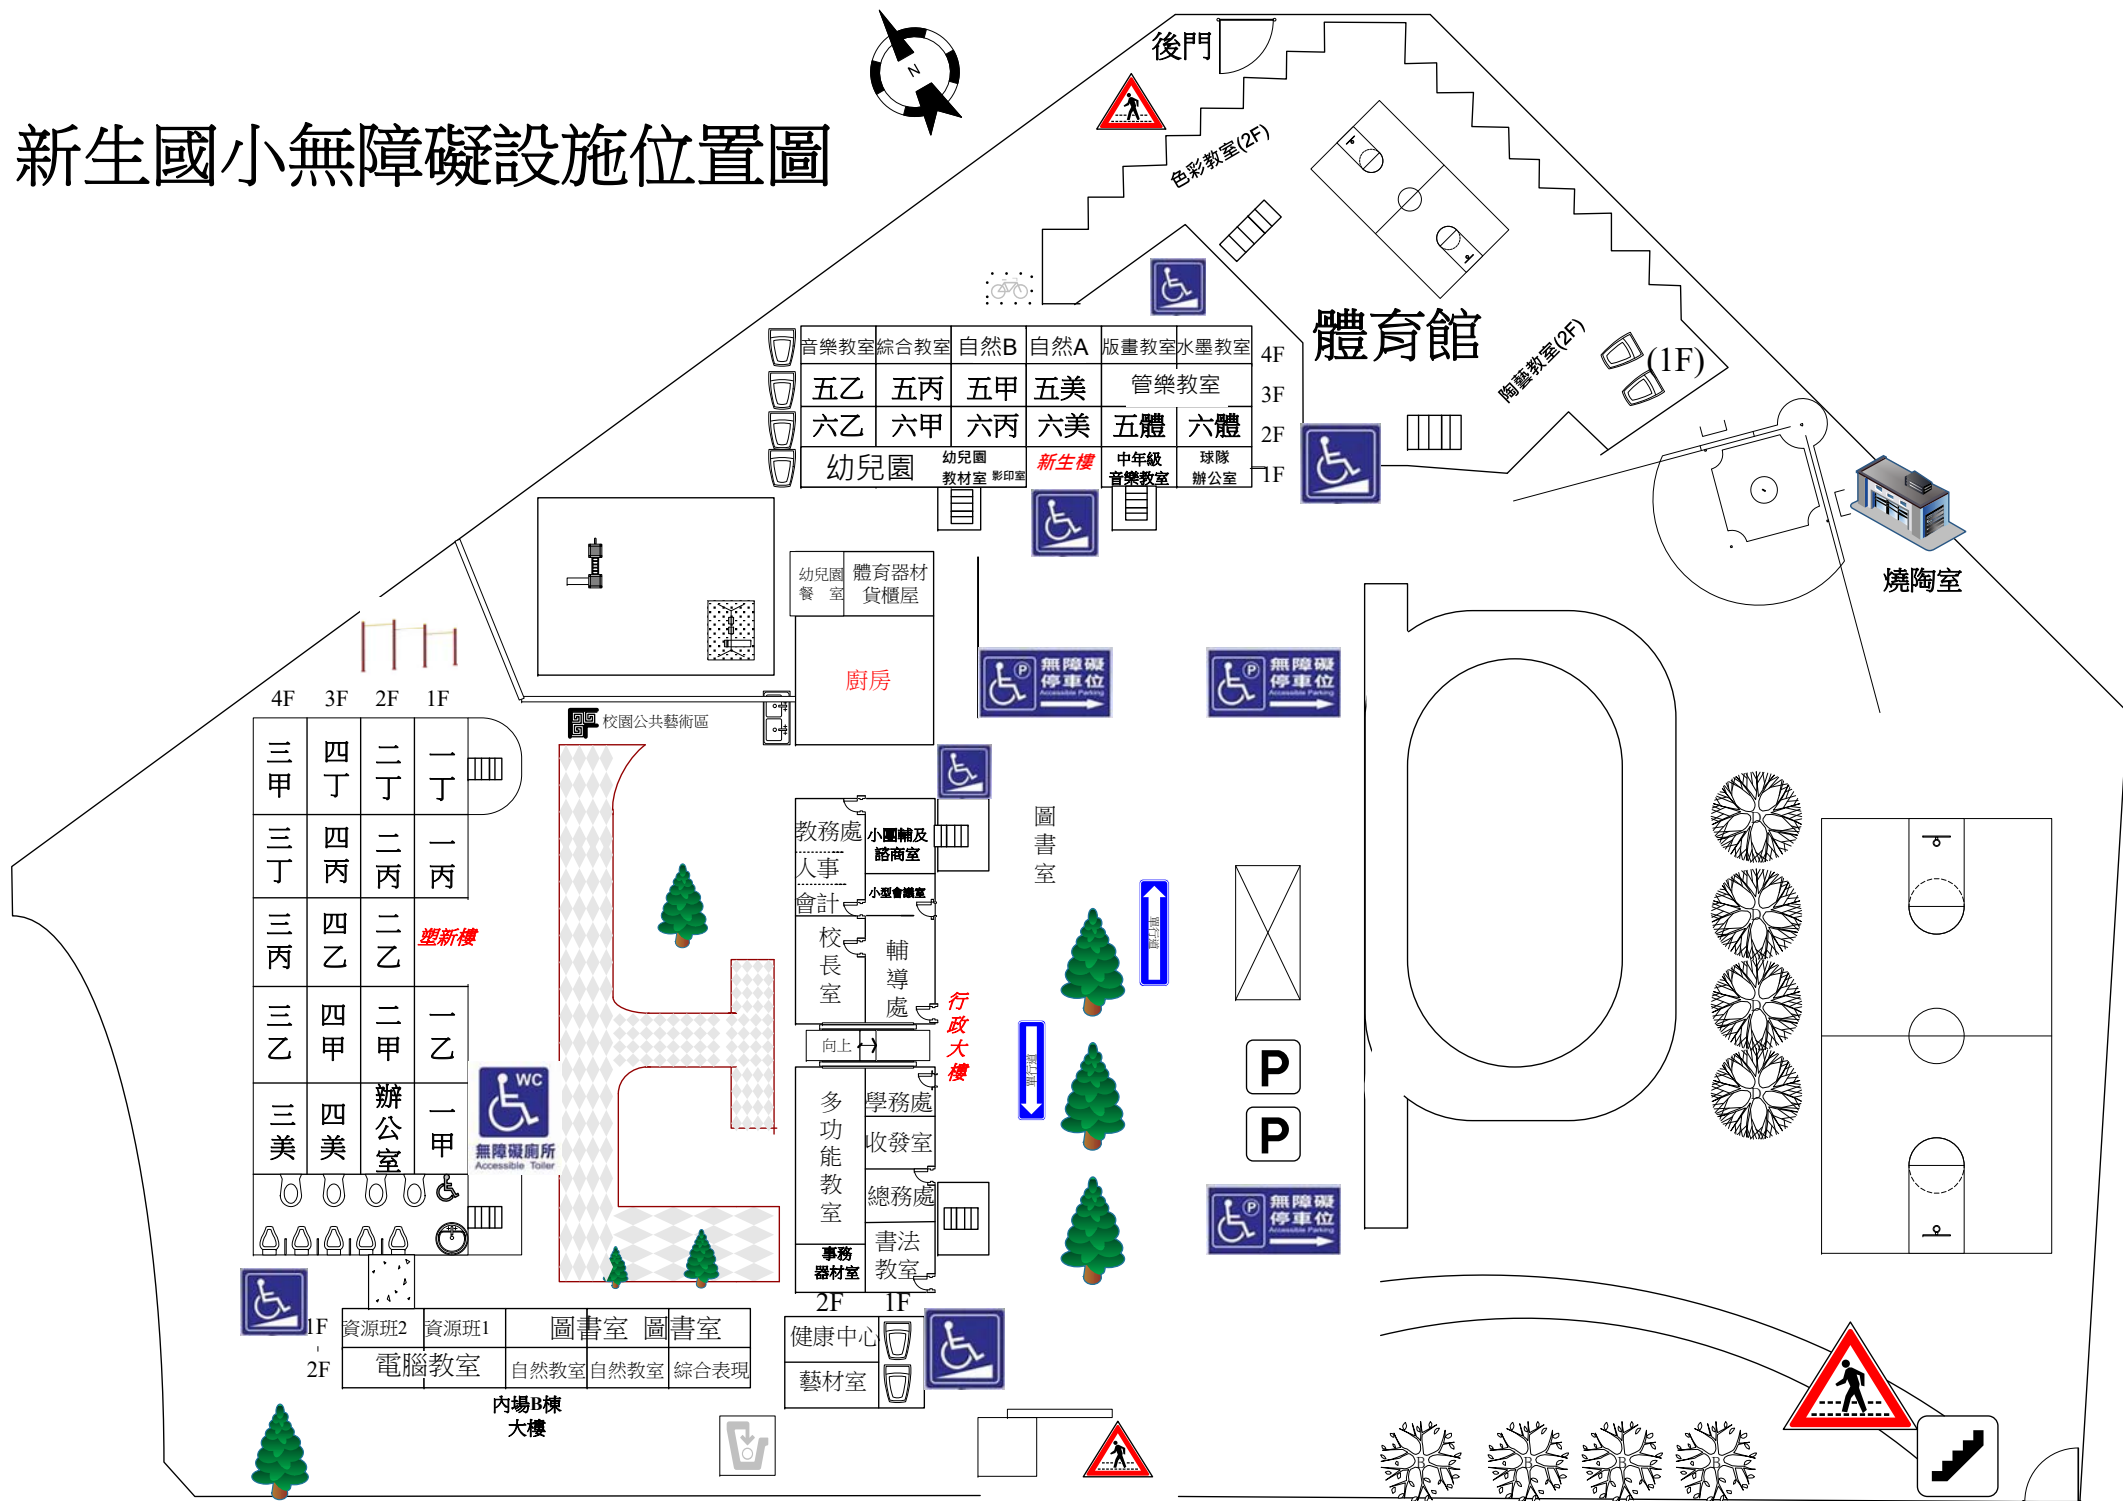 後門
N
新生國小無障礙設施位置圖
色彩教室(2F)
體育館
陶藝教室(2F)
(1F)
音樂教室 綜合教室 自然B 自然A 版畫教室 水墨教室 4F
五乙 五丙 五甲 五美 管樂教室 3F
六乙 六甲 六丙 六美 五體 六體 2F
幼兒園 幼兒園教材室 影印室 新生樓 中年級音樂教室 球隊辦公室 1F
燒陶室
幼兒園餐室 體育器材貨櫃屋
廚房
無障礙停車位
Accessible Parking
無障礙停車位
Accessible Parking
校園公共藝術區
4F 3F 2F 1F
三甲 四丁 二丁 一丁
三丁 四丙 二丙 一丙
三丙 四乙 二乙 塑新樓
三乙 四甲 二甲 一乙
三美 四美 辦公室 一甲
WC
無障礙廁所
Accessible Toiler
教務處
人事
會計
小團輔及諮商室
小型會議室
校長室
輔導處
行政大樓
向上
多功能教室
學務處
收發室
總務處
事務器材室
書法教室
2F 1F
圖書室
單行道
單行道
P
P
無障礙停車位
Accessible Parking
1F 資源班2 資源班1 圖書室 圖書室
2F 電腦教室 自然教室 自然教室 綜合表現
內場B棟
大樓
健康中心
藝材室
B B B B